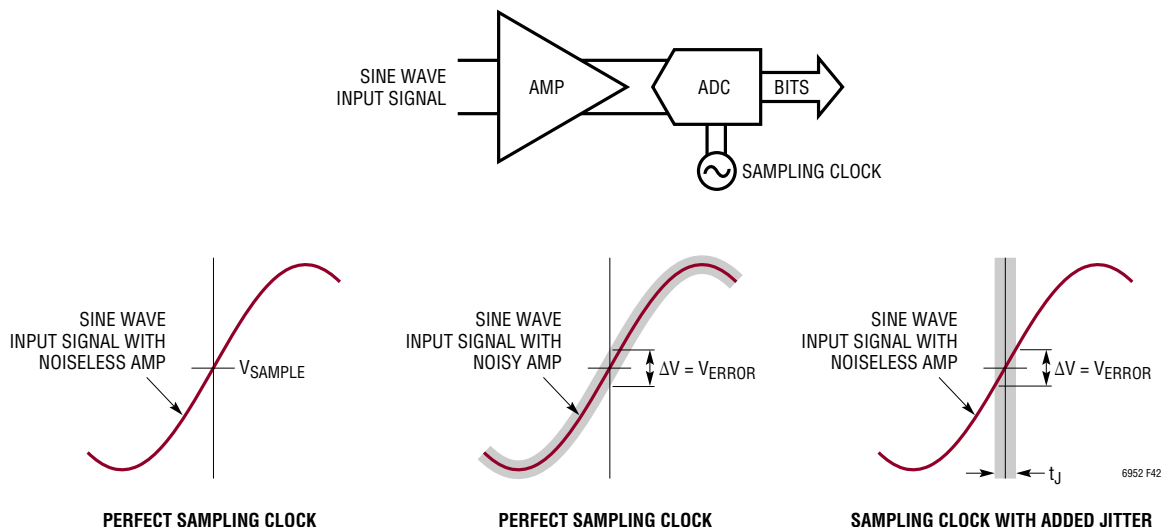 SINE WAVE
INPUT SIGNAL
AMP
ADC
BITS
SAMPLING CLOCK
SINE WAVE
INPUT SIGNAL WITH
NOISELESS AMP
VSAMPLE
PERFECT SAMPLING CLOCK
SINE WAVE
INPUT SIGNAL WITH
NOISY AMP
ΔV = VERROR
PERFECT SAMPLING CLOCK
SINE WAVE
INPUT SIGNAL WITH
NOISELESS AMP
ΔV = VERROR
tJ
6952 F42
SAMPLING CLOCK WITH ADDED JITTER